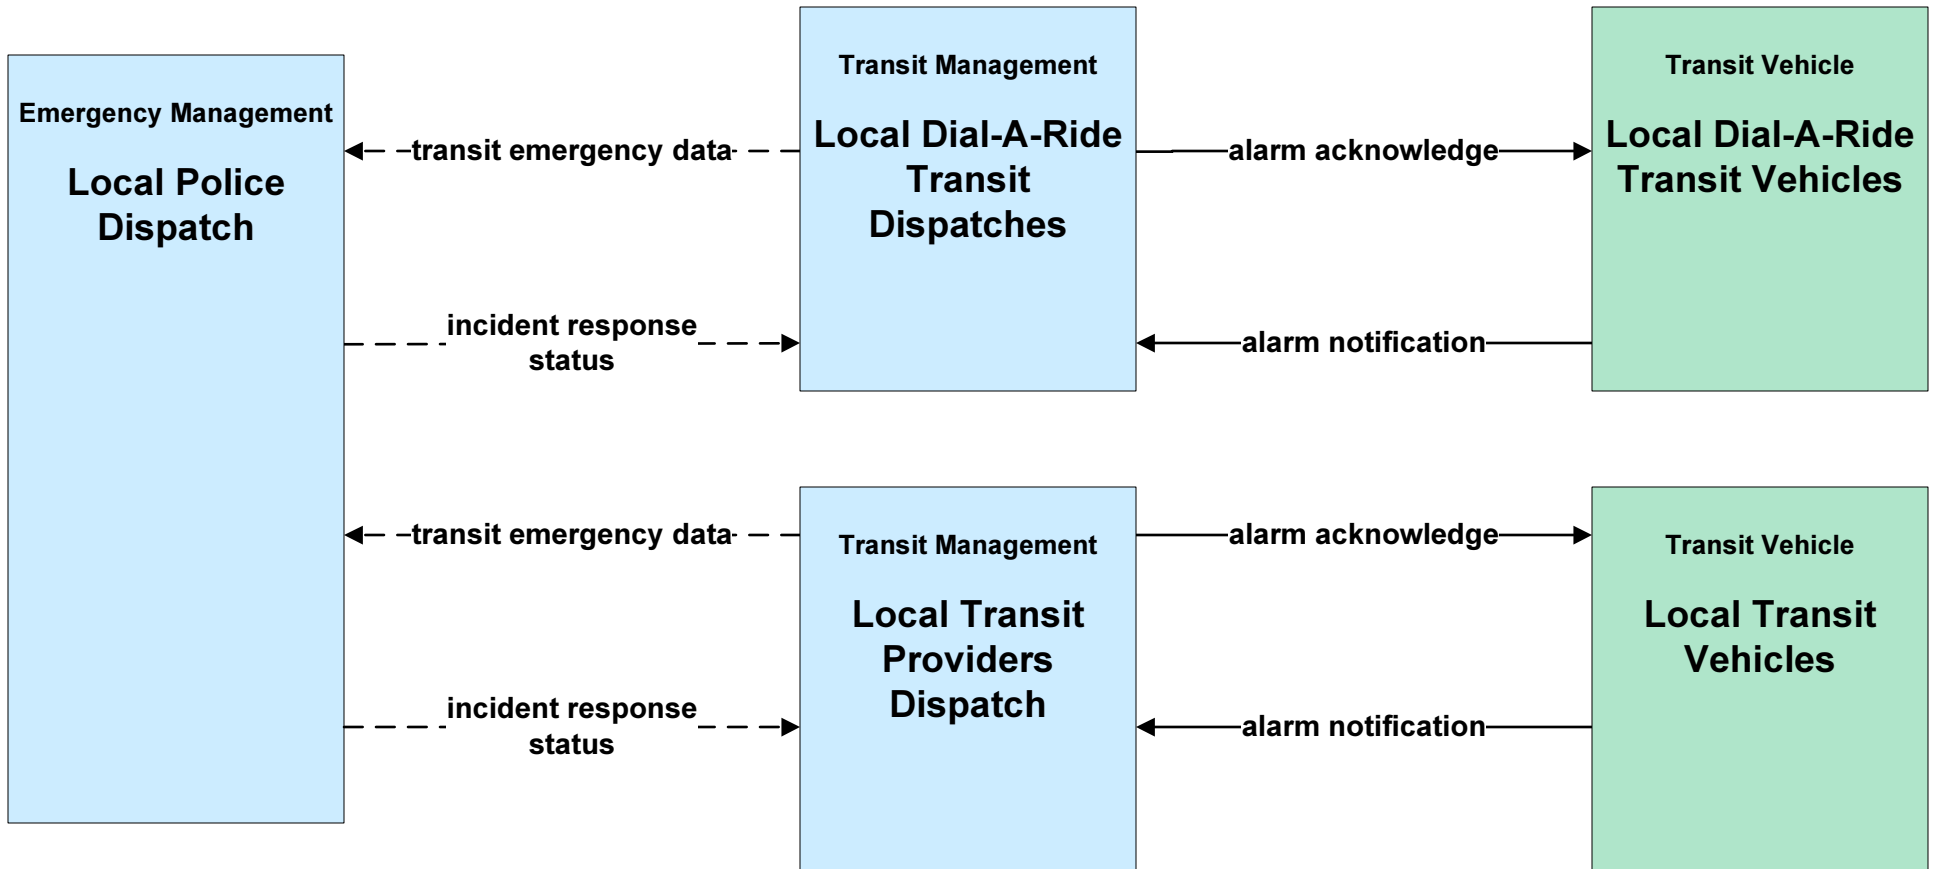 Emergency Management
Local Police
Dispatch
transit emergency data
incident response
status
transit emergency data
incident response
status
Transit Management
Local Dial-A-Ride
Transit
Dispatches
alarm acknowledge
alarm notification
Transit Vehicle
Local Dial-A-Ride
Transit Vehicles
Transit Management
Local Transit
Providers
Dispatch
alarm acknowledge
alarm notification
Transit Vehicle
Local Transit
Vehicles